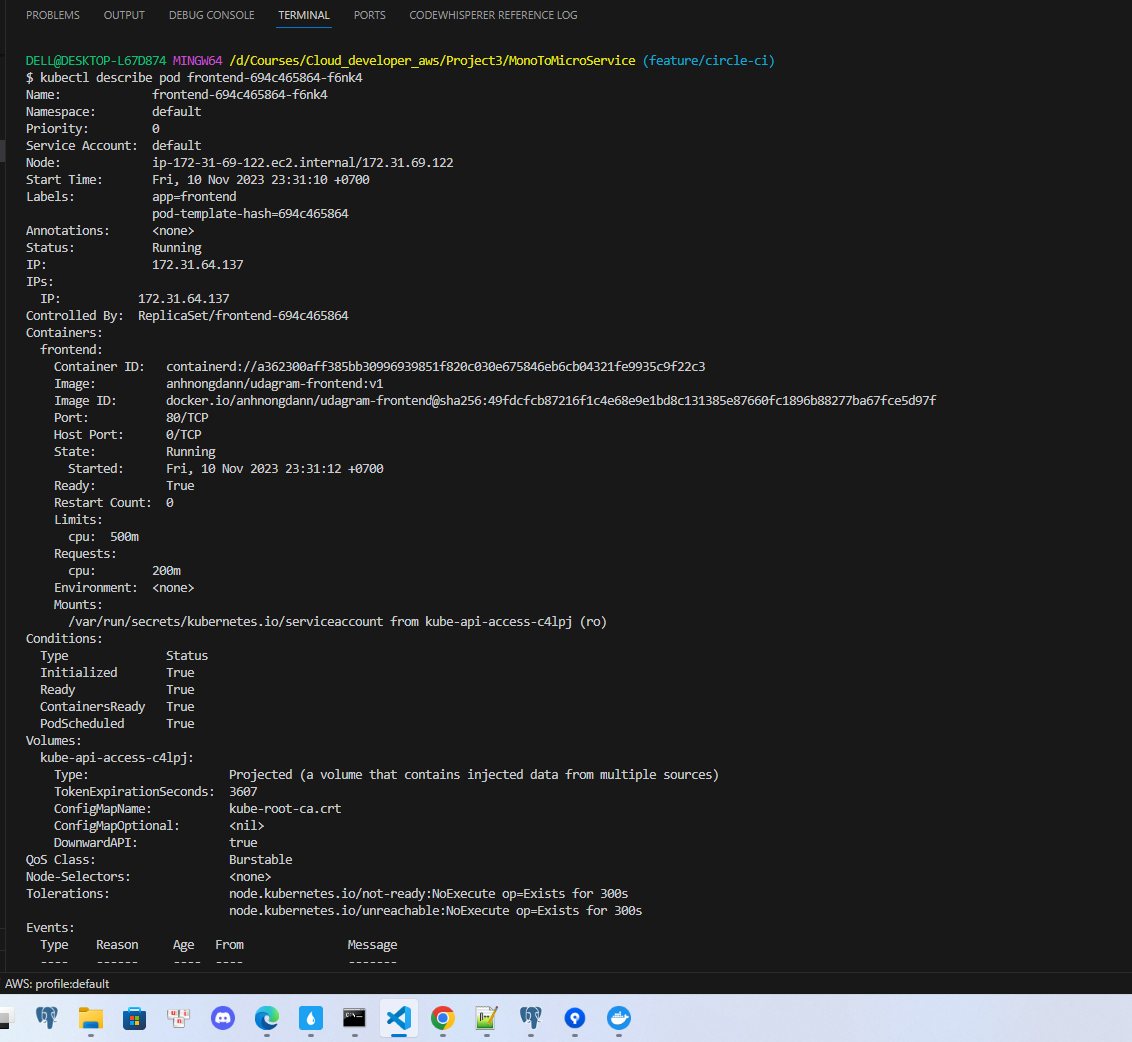 PROBLEMS OUTPUT DEBUG CONSOLE TERMINAL PORTS CODEWHISPERER REFERENCE LOG
DELL@DESKTOP-L67D874 MINGW64 /d/Courses/Cloud_developer_aws/Project3/MonoToMicroService (feature/circle-ci)
$ kubectl describe pod frontend-694c465864-f6nk4
Name:             frontend-694c465864-f6nk4
Namespace:        default
Priority:         0
Service Account:  default
Node:             ip-172-31-69-122.ec2.internal/172.31.69.122
Start Time:       Fri, 10 Nov 2023 23:31:10 +0700
Labels:           app=frontend
                  pod-template-hash=694c465864
Annotations:      <none>
Status:           Running
IP:               172.31.64.137
IPs:
  IP:           172.31.64.137
Controlled By:  ReplicaSet/frontend-694c465864
Containers:
  frontend:
    Container ID:   containerd://a362300aff385bb30996939851f820c030e675846eb6cb04321fe9935c9f22c3
    Image:          anhnongdann/udagram-frontend:v1
    Image ID:       docker.io/anhnongdann/udagram-frontend@sha256:49fdcfcb87216f1c4e68e9e1bd8c131385e87660fc1896b88277ba67fce5d97f
    Port:           80/TCP
    Host Port:      0/TCP
    State:          Running
      Started:      Fri, 10 Nov 2023 23:31:12 +0700
    Ready:          True
    Restart Count:  0
    Limits:
      cpu:  500m
    Requests:
      cpu:        200m
    Environment:  <none>
    Mounts:
      /var/run/secrets/kubernetes.io/serviceaccount from kube-api-access-c4lpj (ro)
Conditions:
  Type              Status
  Initialized       True
  Ready             True
  ContainersReady   True
  PodScheduled      True
Volumes:
  kube-api-access-c4lpj:
    Type:                    Projected (a volume that contains injected data from multiple sources)
    TokenExpirationSeconds:  3607
    ConfigMapName:           kube-root-ca.crt
    ConfigMapOptional:       <nil>
    DownwardAPI:             true
QoS Class:                   Burstable
Node-Selectors:              <none>
Tolerations:                 node.kubernetes.io/not-ready:NoExecute op=Exists for 300s
                             node.kubernetes.io/unreachable:NoExecute op=Exists for 300s
Events:
  Type    Reason     Age   From               Message
  ----    ------     ----  ----               -------
AWS: profile:default